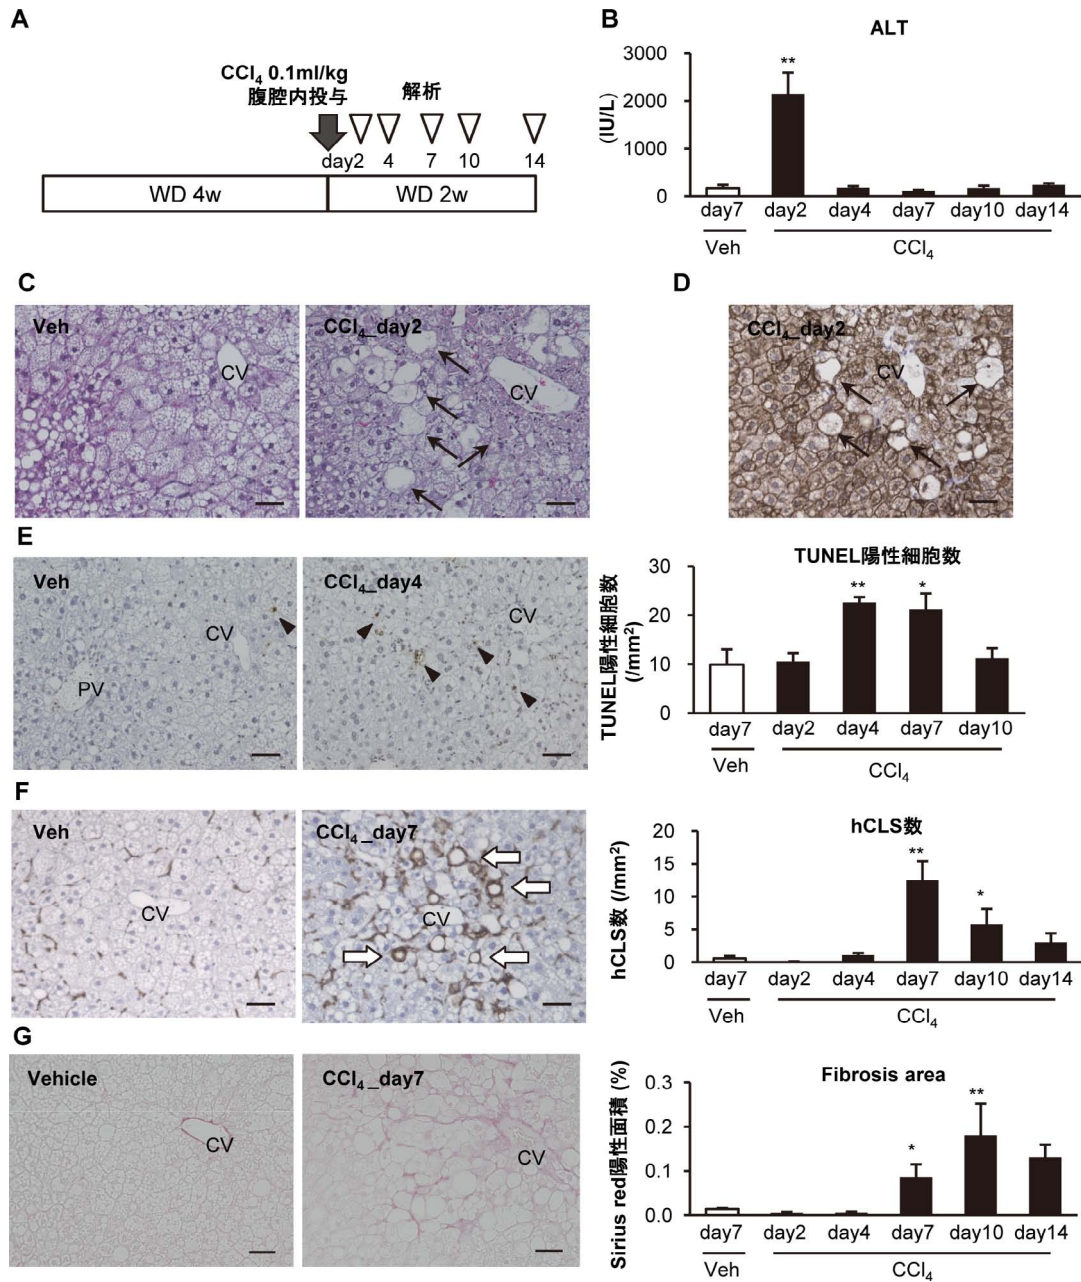 A
CCl₄ 0.1ml/kg
腹腔内投与
解析
day2 4 7 10 14
WD 4w WD 2w
B
ALT
(IU/L)
3000
2000
1000
0
day7 day2 day4 day7 day10 day14
Veh CCl₄
C
Veh
CV
CCl₄_day2
CV
D
CCl₄_day2
CV
E
Veh
CV
PV
CCl₄_day4
CV
TUNEL陽性細胞数
TUNEL陽性細胞数
(/mm²)
30
20
10
0
** *
day7 day2 day4 day7 day10
Veh CCl₄
F
Veh
CV
CCl₄_day7
CV
hCLS数
hCLS数 (/mm²)
20
15
10
5
0
** *
day7 day2 day4 day7 day10 day14
Veh CCl₄
G
Vehicle
CV
CCl₄_day7
CV
Fibrosis area
Sirius red陽性面積 (%)
0.3
0.2
0.1
0.0
* **
day7 day2 day4 day7 day10 day14
Veh CCl₄